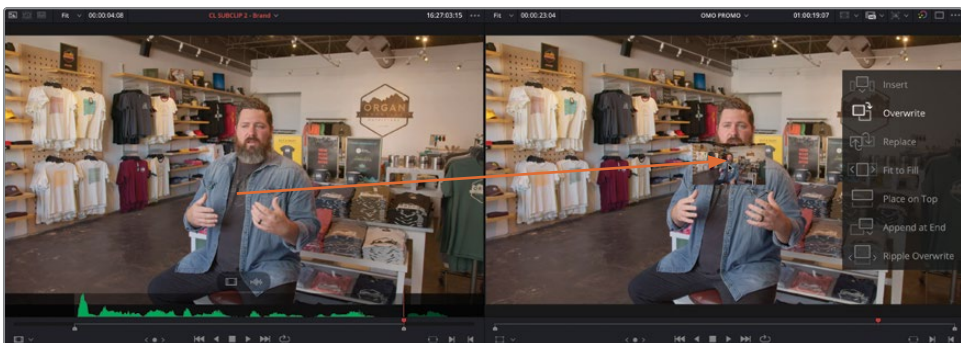 Fit 00:00:04:08 CL SUBCLIP 2 - Brand 16:27:03:15
Fit 00:00:23:04 OMO PROMO 01:00:19:07
ORGAN
Insert
Overwrite
Replace
Fit to Fill
Place on Top
Append at End
Ripple Overwrite